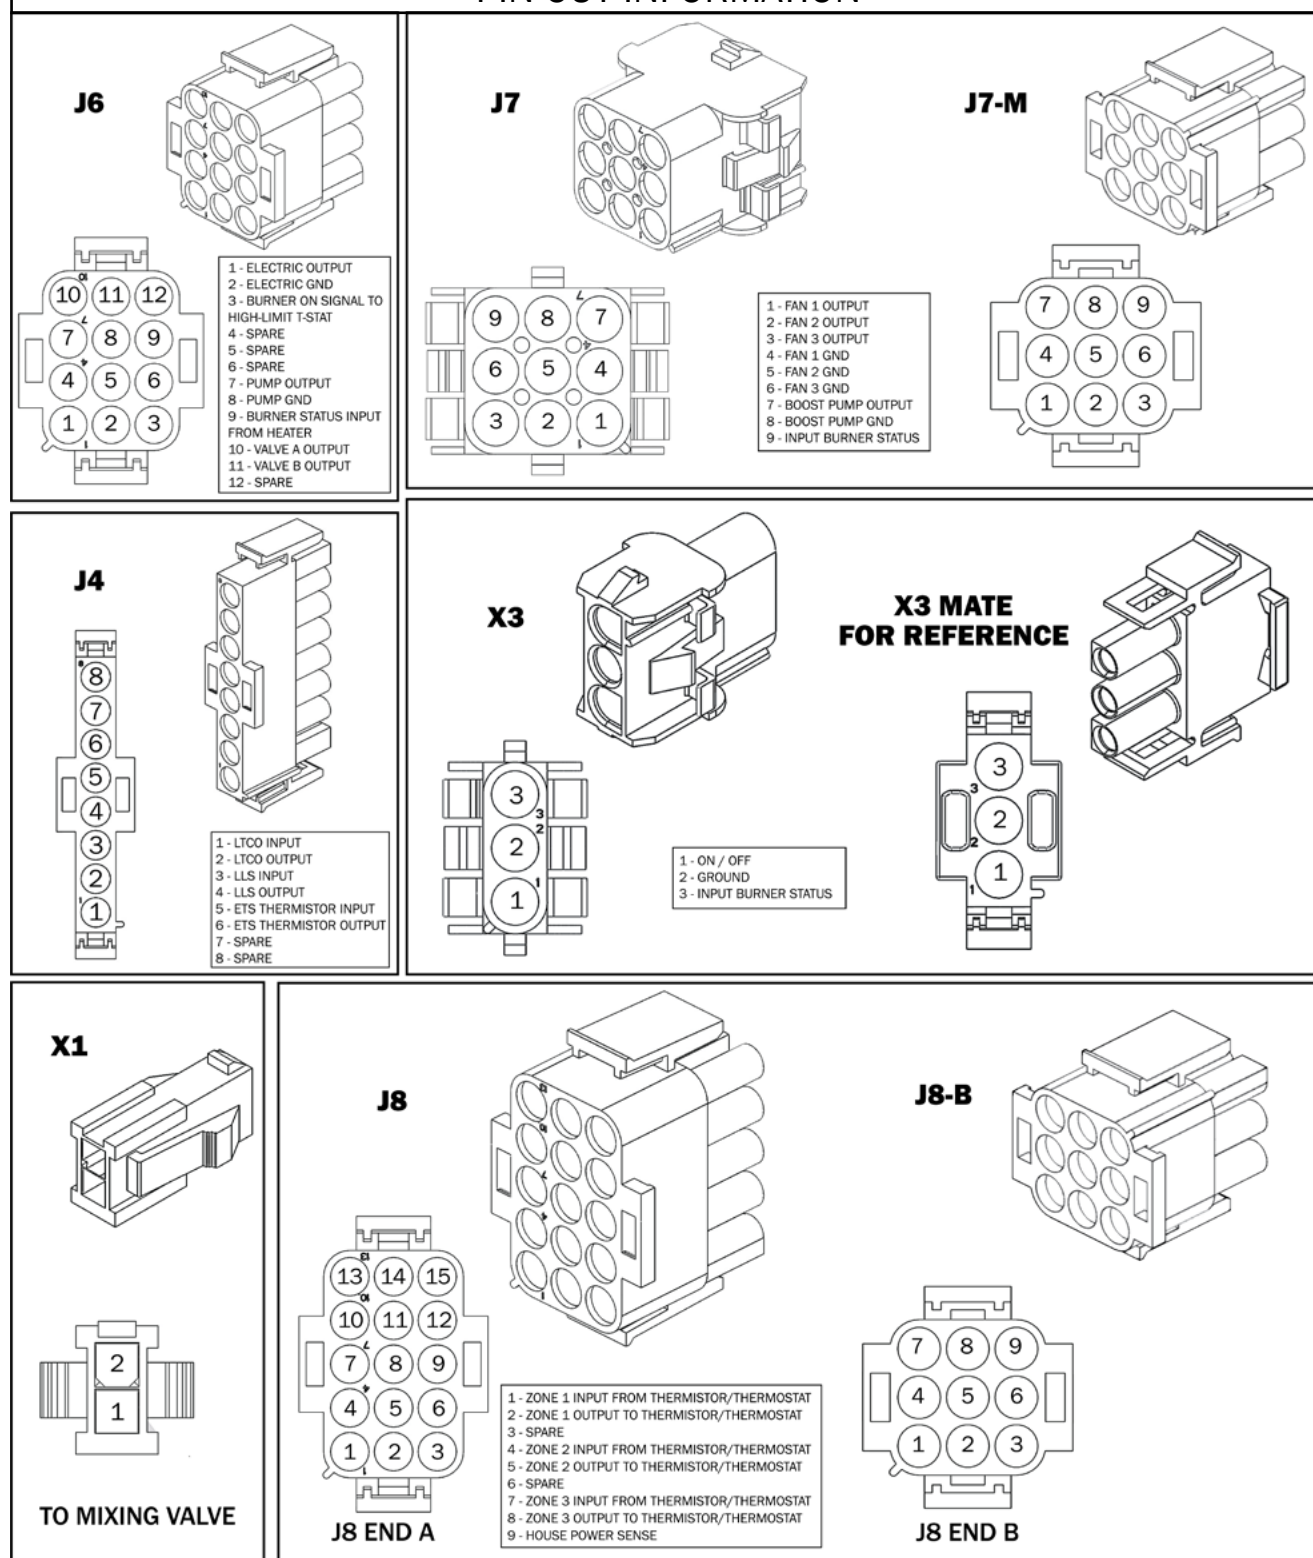 PIN-OUT INFORMATION
J6
10 11 12
7 8 9
4 5 6
1 2 3
1 - ELECTRIC OUTPUT
2 - ELECTRIC GND
3 - BURNER ON SIGNAL TO
HIGH-LIMIT T-STAT
4 - SPARE
5 - SPARE
6 - SPARE
7 - PUMP OUTPUT
8 - PUMP GND
9 - BURNER STATUS INPUT
FROM HEATER
10 - VALVE A OUTPUT
11 - VALVE B OUTPUT
12 - SPARE
J7
9 8 7
6 5 4
3 2 1
1 - FAN 1 OUTPUT
2 - FAN 2 OUTPUT
3 - FAN 3 OUTPUT
4 - FAN 1 GND
5 - FAN 2 GND
6 - FAN 3 GND
7 - BOOST PUMP OUTPUT
8 - BOOST PUMP GND
9 - INPUT BURNER STATUS
J7-M
7 8 9
4 5 6
1 2 3
J4
8
7
6
5
4
3
2
1
1 - LTCO INPUT
2 - LTCO OUTPUT
3 - LLS INPUT
4 - LLS OUTPUT
5 - ETS THERMISTOR INPUT
6 - ETS THERMISTOR OUTPUT
7 - SPARE
8 - SPARE
X3
3
2
1
1 - ON / OFF
2 - GROUND
3 - INPUT BURNER STATUS
X3 MATE
FOR REFERENCE
3
2
1
X1
2
1
TO MIXING VALVE
J8
13 14 15
10 11 12
7 8 9
4 5 6
1 2 3
J8 END A
1 - ZONE 1 INPUT FROM THERMISTOR/THERMOSTAT
2 - ZONE 1 OUTPUT TO THERMISTOR/THERMOSTAT
3 - SPARE
4 - ZONE 2 INPUT FROM THERMISTOR/THERMOSTAT
5 - ZONE 2 OUTPUT TO THERMISTOR/THERMOSTAT
6 - SPARE
7 - ZONE 3 INPUT FROM THERMISTOR/THERMOSTAT
8 - ZONE 3 OUTPUT TO THERMISTOR/THERMOSTAT
9 - HOUSE POWER SENSE
J8-B
7 8 9
4 5 6
1 2 3
J8 END B